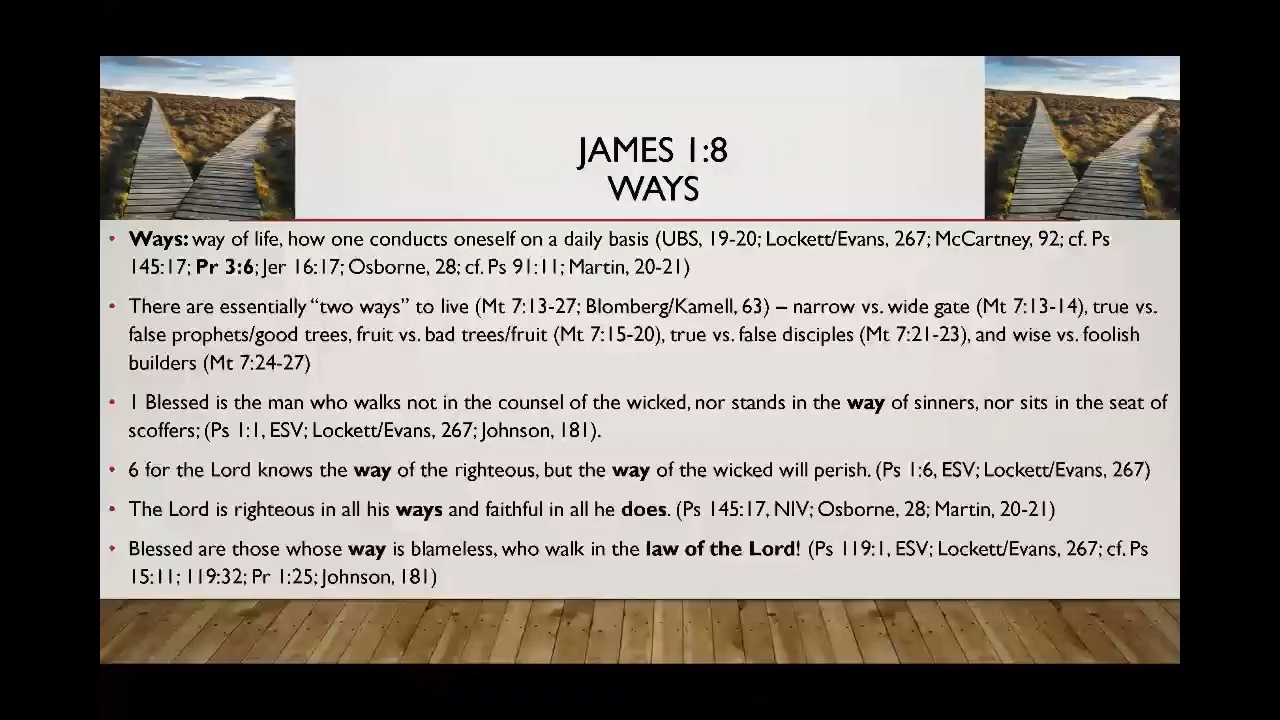 JAMES 1:8
WAYS
• Ways: way of life, how one conducts oneself on a daily basis (UBS, 19-20; Lockett/Evans, 267; McCartney, 92; cf. Ps
145:17; Pr 3:6; Jer 16:17; Osborne, 28; cf. Ps 91:11; Martin, 20-21)
• There are essentially “two ways” to live (Mt 7:13-27; Blomberg/Kamell, 63) – narrow vs. wide gate (Mt 7:13-14), true vs.
false prophets/good trees, fruit vs. bad trees/fruit (Mt 7:15-20), true vs. false disciples (Mt 7:21-23), and wise vs. foolish
builders (Mt 7:24-27)
• 1 Blessed is the man who walks not in the counsel of the wicked, nor stands in the way of sinners, nor sits in the seat of
scoffers; (Ps 1:1, ESV; Lockett/Evans, 267; Johnson, 181).
• 6 for the Lord knows the way of the righteous, but the way of the wicked will perish. (Ps 1:6, ESV; Lockett/Evans, 267)
• The Lord is righteous in all his ways and faithful in all he does. (Ps 145:17, NIV; Osborne, 28; Martin, 20-21)
• Blessed are those whose way is blameless, who walk in the law of the Lord! (Ps 119:1, ESV; Lockett/Evans, 267; cf. Ps
15:11; 119:32; Pr 1:25; Johnson, 181)